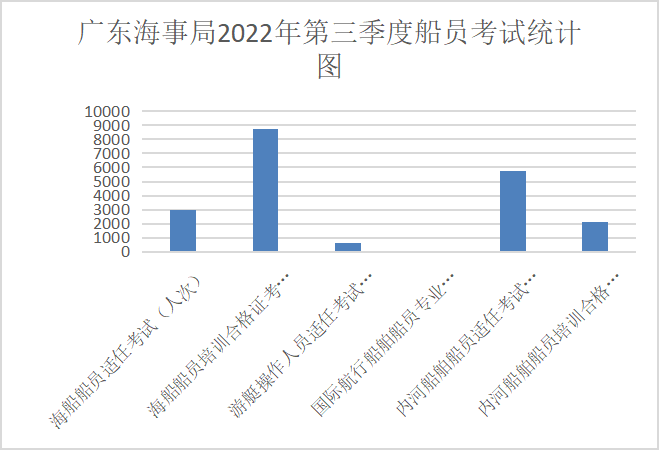 广东海事局2022年第三季度船员考试统计
图
10000
9000
8000
7000
6000
5000
4000
3000
2000
1000
0
海船船员适任考试（人次）
海船船员培训合格证考…
游艇操作人员适任考试…
国际航行船舶船员专业…
内河船舶船员适任考试…
内河船舶船员培训合格…